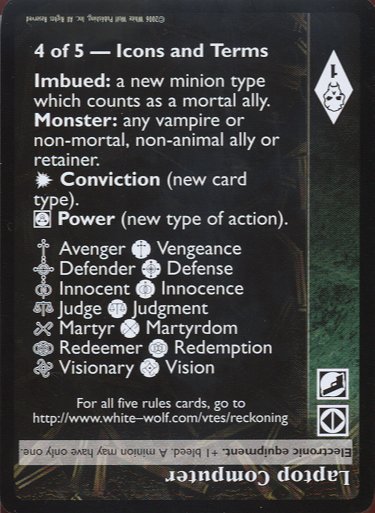 ©2006 White Wolf Publishing, Inc. All Rights Reserved
4 of 5 — Icons and Terms
Imbued: a new minion type
which counts as a mortal ally.
Monster: any vampire or
non-mortal, non-animal ally or
retainer.
Conviction (new card
type).
Power (new type of action).
Avenger Vengeance
Defender Defense
Innocent Innocence
Judge Judgment
Martyr Martyrdom
Redeemer Redemption
Visionary Vision
For all five rules cards, go to
http://www.white–wolf.com/vtes/reckoning
1
Electronic equipment. +1 bleed. A minion may have only one.
Laptop Computer